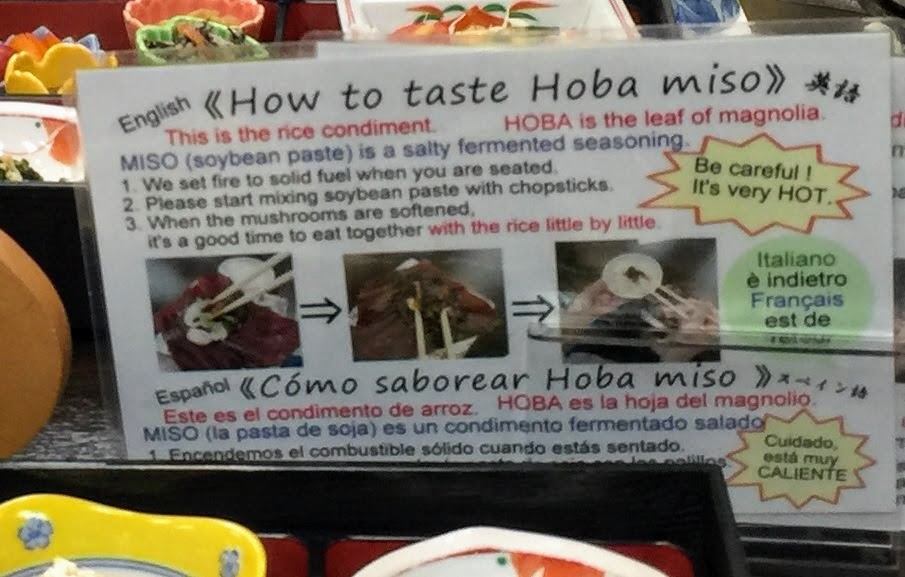 English 《How to taste Hoba miso》 英語
This is the rice condiment. HOBA is the leaf of magnolia.
MISO (soybean paste) is a salty fermented seasoning.
1. We set fire to solid fuel when you are seated.
2. Please start mixing soybean paste with chopsticks.
3. When the mushrooms are softened,
it's a good time to eat together with the rice little by little.
Be careful !
It's very HOT.
⇒ ⇒
Italiano
è indietro
Français
est de
Español 《Cómo saborear Hoba miso 》スペイン語
Este es el condimento de arroz. HOBA es la hoja del magnolio.
MISO (la pasta de soja) es un condimento fermentado salado
1. Encendemos el combustible sólido cuando estás sentado.
palillos
Cuidado,
está muy
CALIENTE